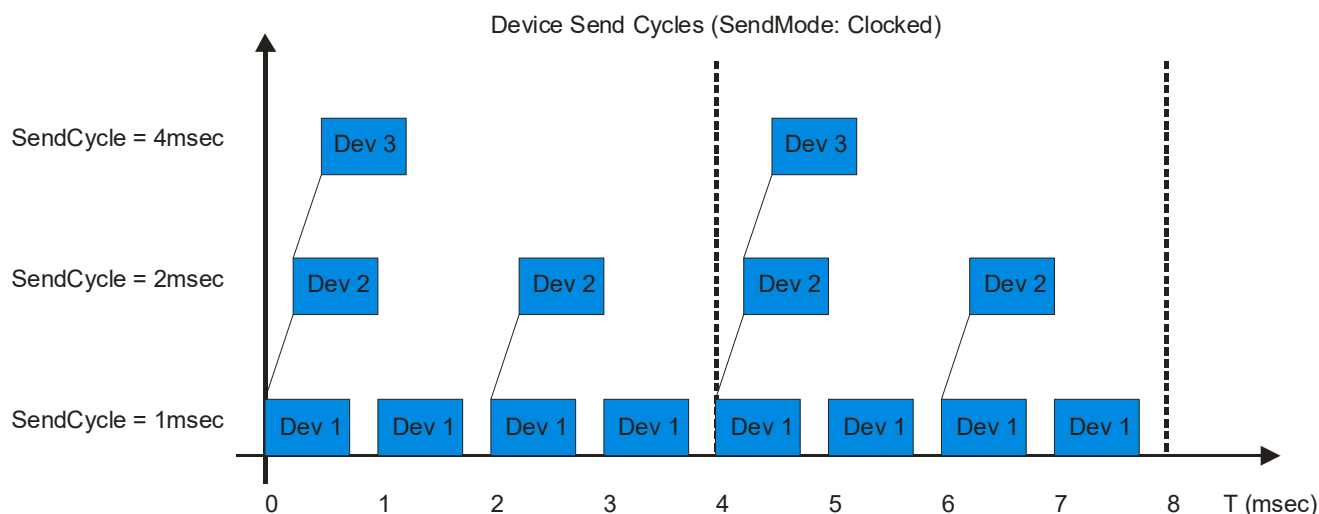 Device Send Cycles (SendMode: Clocked)
SendCycle = 4msec
Dev 3
Dev 3
SendCycle = 2msec
Dev 2
Dev 2
Dev 2
Dev 2
SendCycle = 1msec
Dev 1
Dev 1
Dev 1
Dev 1
Dev 1
Dev 1
Dev 1
Dev 1
0 1 2 3 4 5 6 7 8 T (msec)